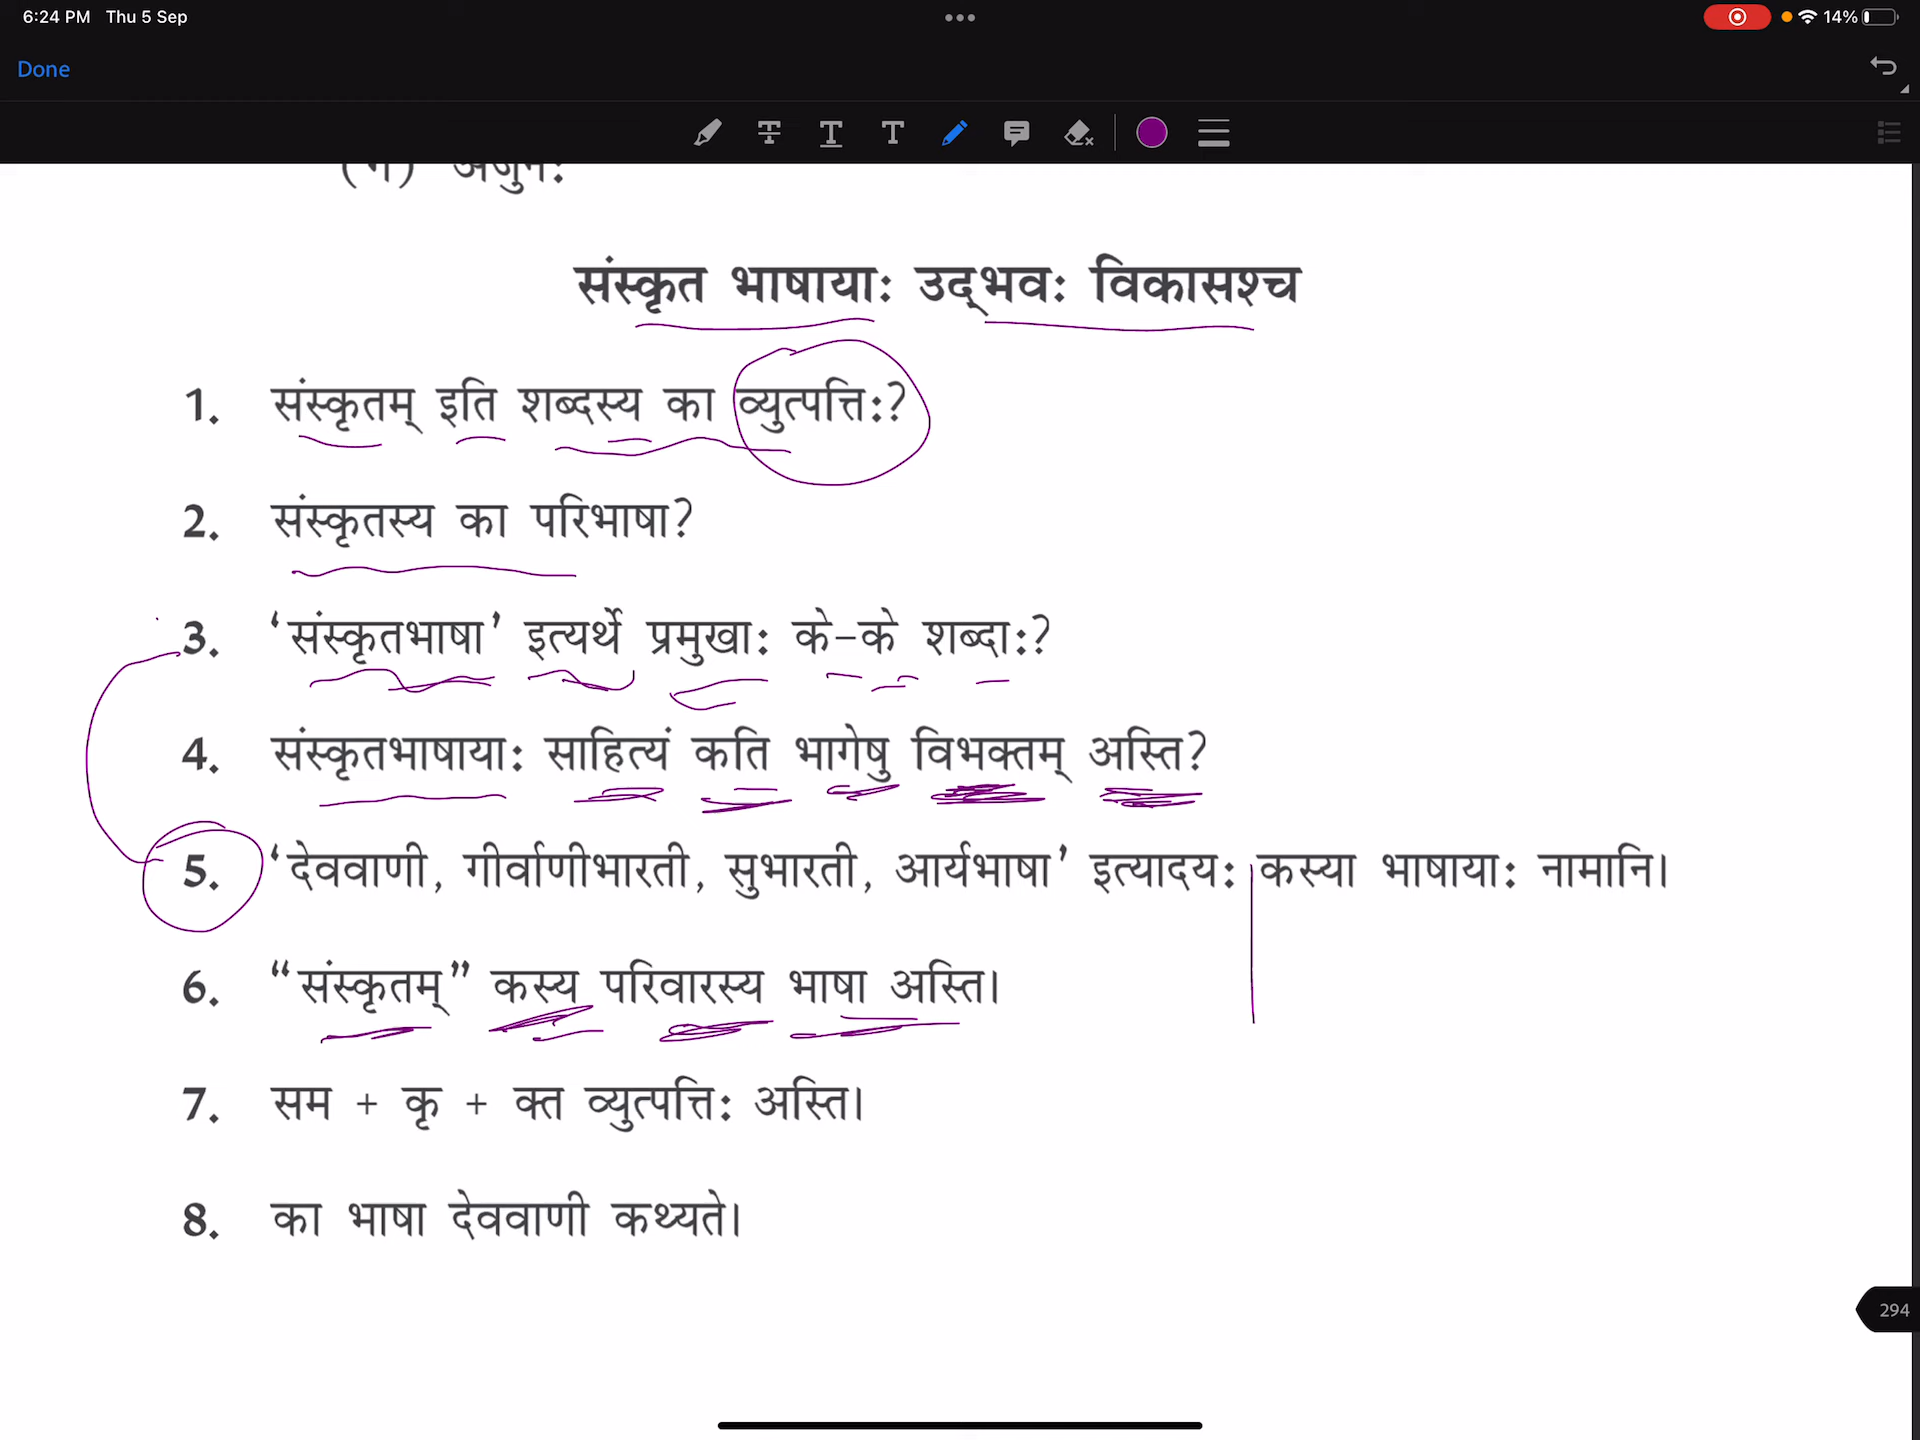 6:24 PM Thu 5 Sep
14%
Done
(ग) अर्जुनः
संस्कृत भाषायाः उद्‌भवः विकासश्च
1. संस्कृतम् इति शब्दस्य का व्युत्पत्तिः?
2. संस्कृतस्य का परिभाषा?
3. ‘संस्कृतभाषा’ इत्यर्थे प्रमुखाः के-के शब्दाः?
4. संस्कृतभाषायाः साहित्यं कति भागेषु विभक्तम् अस्ति?
5. ‘देववाणी, गीर्वाणीभारती, सुभारती, आर्यभाषा’ इत्यादयः कस्या भाषायाः नामानि।
6. “संस्कृतम्” कस्य परिवारस्य भाषा अस्ति।
7. सम + कृ + क्त व्युत्पत्तिः अस्ति।
8. का भाषा देववाणी कथ्यते।
294